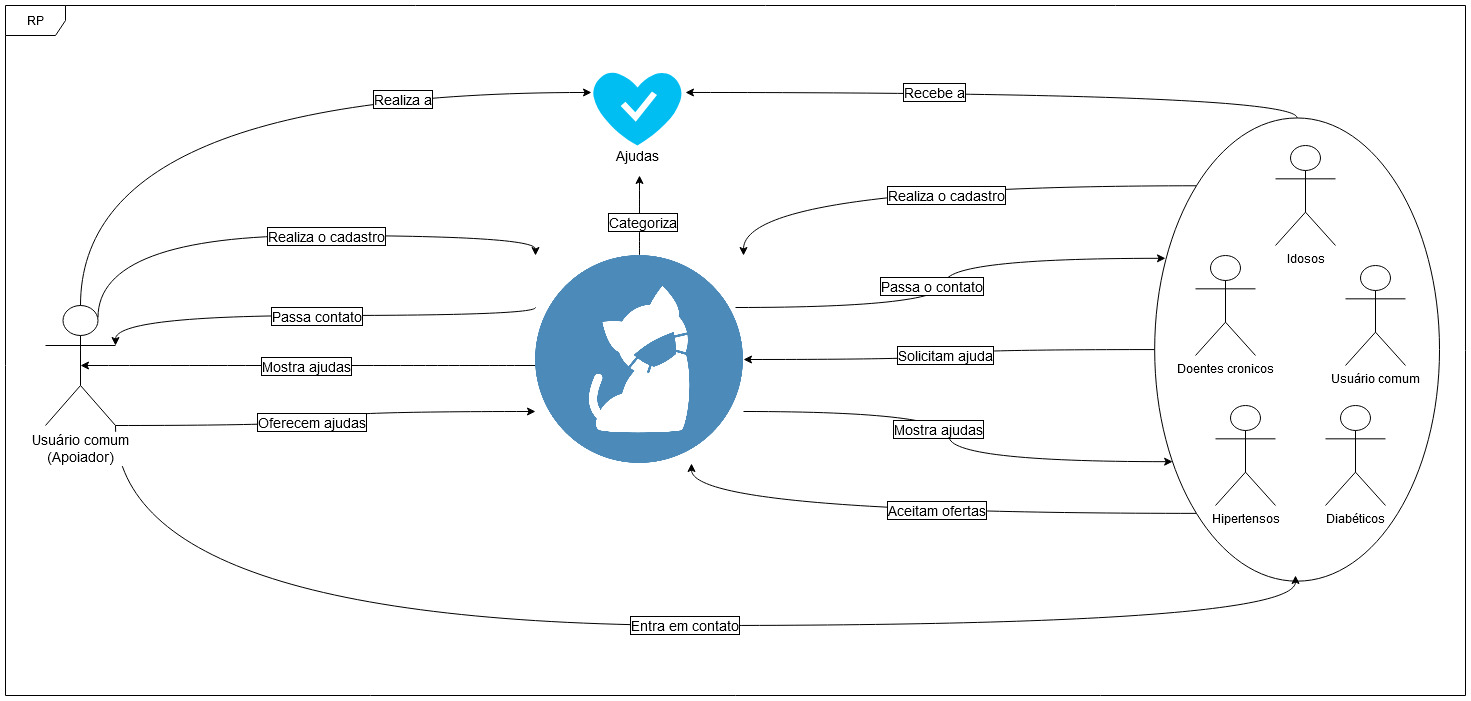 RP
Realiza a
Recebe a
Ajudas
Realiza o cadastro
Categoriza
Realiza o cadastro
Idosos
Passa o contato
Passa contato
Solicitam ajuda
Mostra ajudas
Doentes cronicos
Usuário comum
Oferecem ajudas
Mostra ajudas
Usuário comum
(Apoiador)
Aceitam ofertas
Hipertensos
Diabéticos
Entra em contato